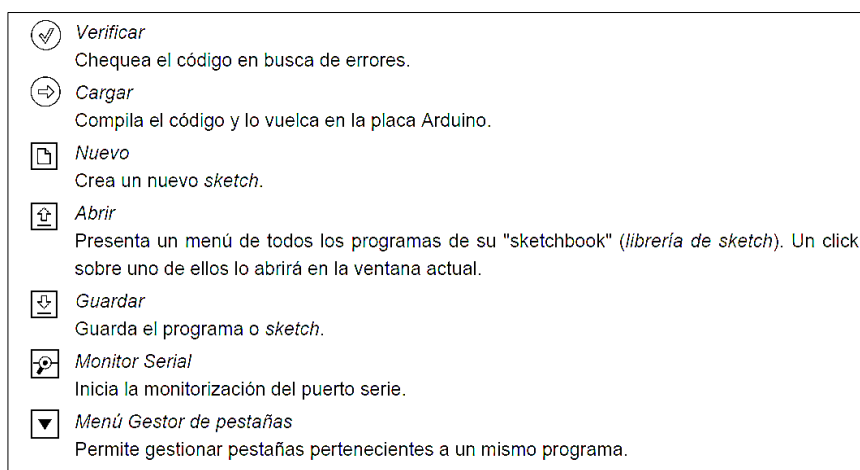 Verificar
Chequea el código en busca de errores.
Cargar
Compila el código y lo vuelca en la placa Arduino.
Nuevo
Crea un nuevo sketch.
Abrir
Presenta un menú de todos los programas de su "sketchbook" (librería de sketch). Un click
sobre uno de ellos lo abrirá en la ventana actual.
Guardar
Guarda el programa o sketch.
Monitor Serial
Inicia la monitorización del puerto serie.
Menú Gestor de pestañas
Permite gestionar pestañas pertenecientes a un mismo programa.